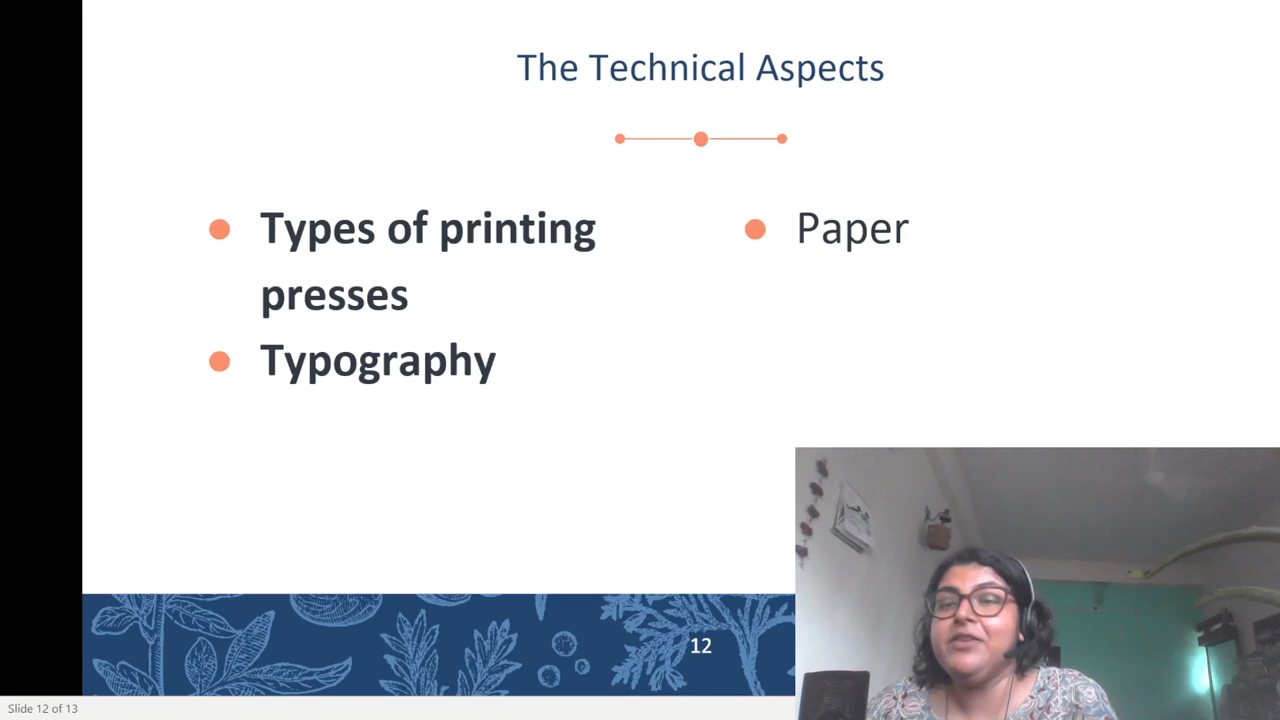 The Technical Aspects
Types of printing
presses
Typography
Paper
12
Slide 12 of 13